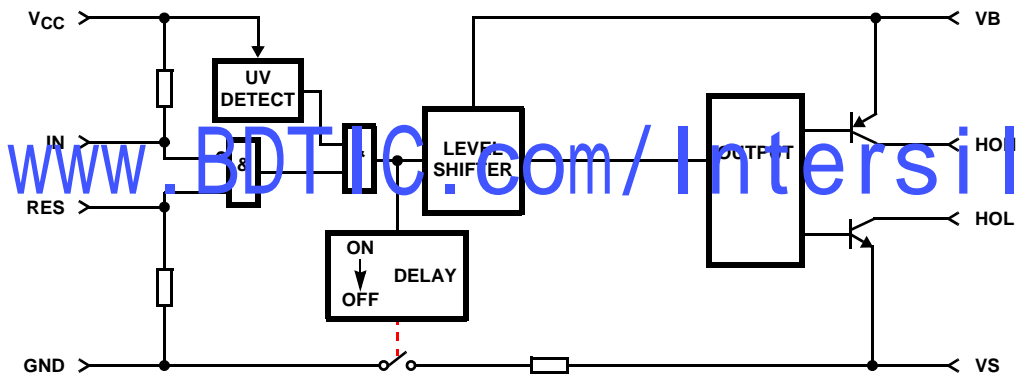 VCC
VB
UV
DETECT
IN
&
LEVEL
SHIFTER
OUTPUT
HOH
www.BDTIC.com/Intersil
RES
HOL
ON
OFF
DELAY
GND
VS